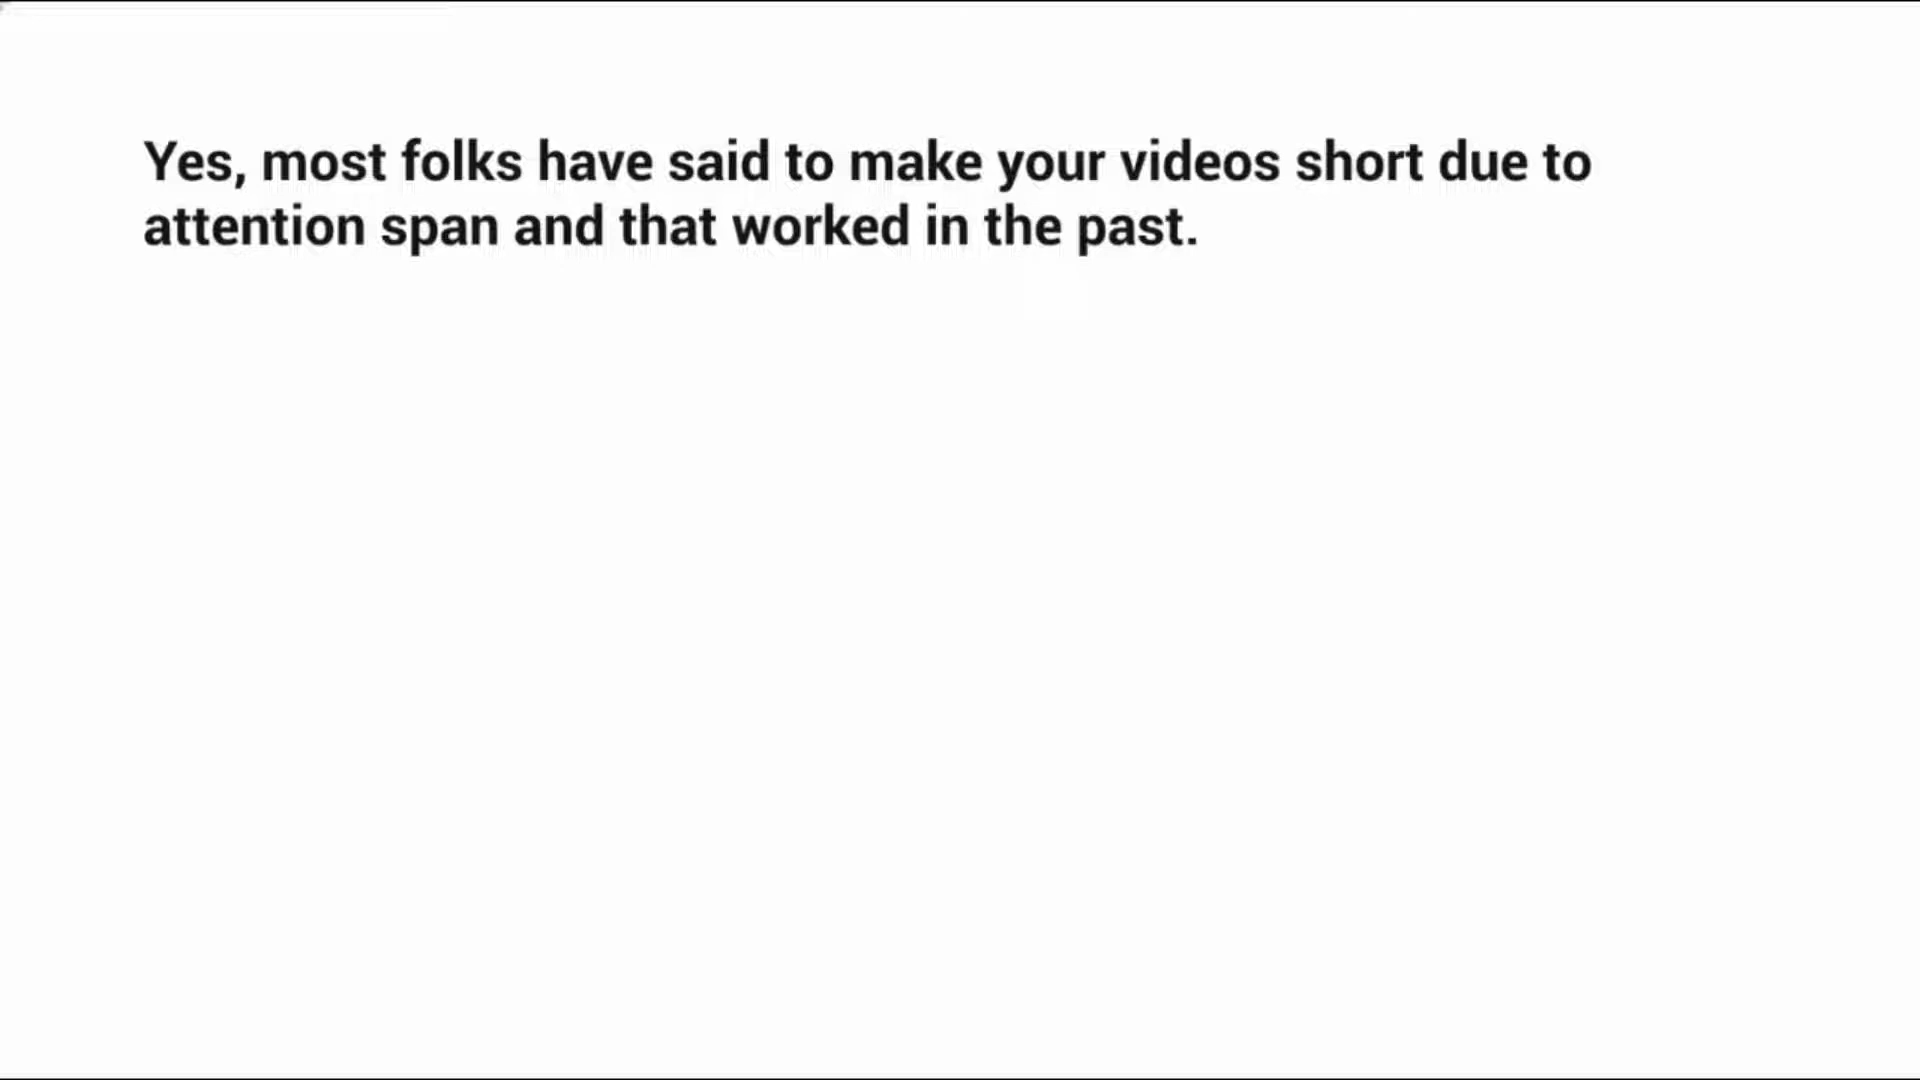 Yes, most folks have said to make your videos short due to
attention span and that worked in the past.